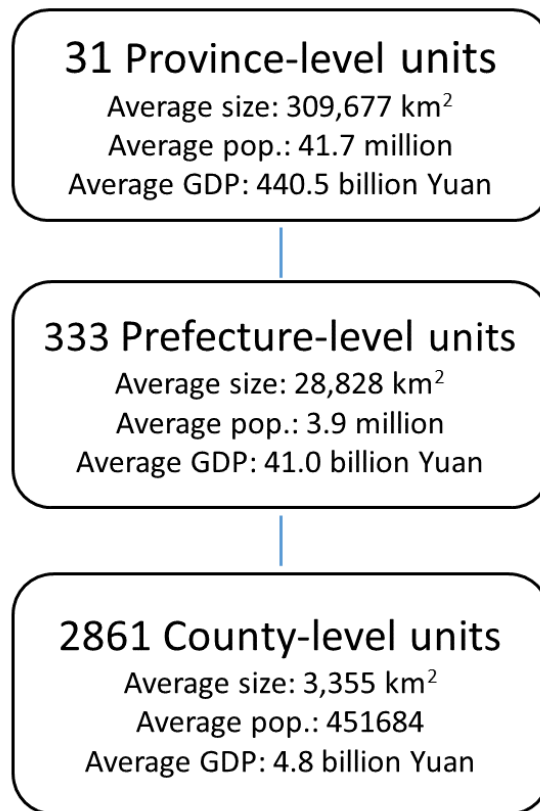 31 Province-level units
Average size: 309,677 km²
Average pop.: 41.7 million
Average GDP: 440.5 billion Yuan
333 Prefecture-level units
Average size: 28,828 km²
Average pop.: 3.9 million
Average GDP: 41.0 billion Yuan
2861 County-level units
Average size: 3,355 km²
Average pop.: 451684
Average GDP: 4.8 billion Yuan